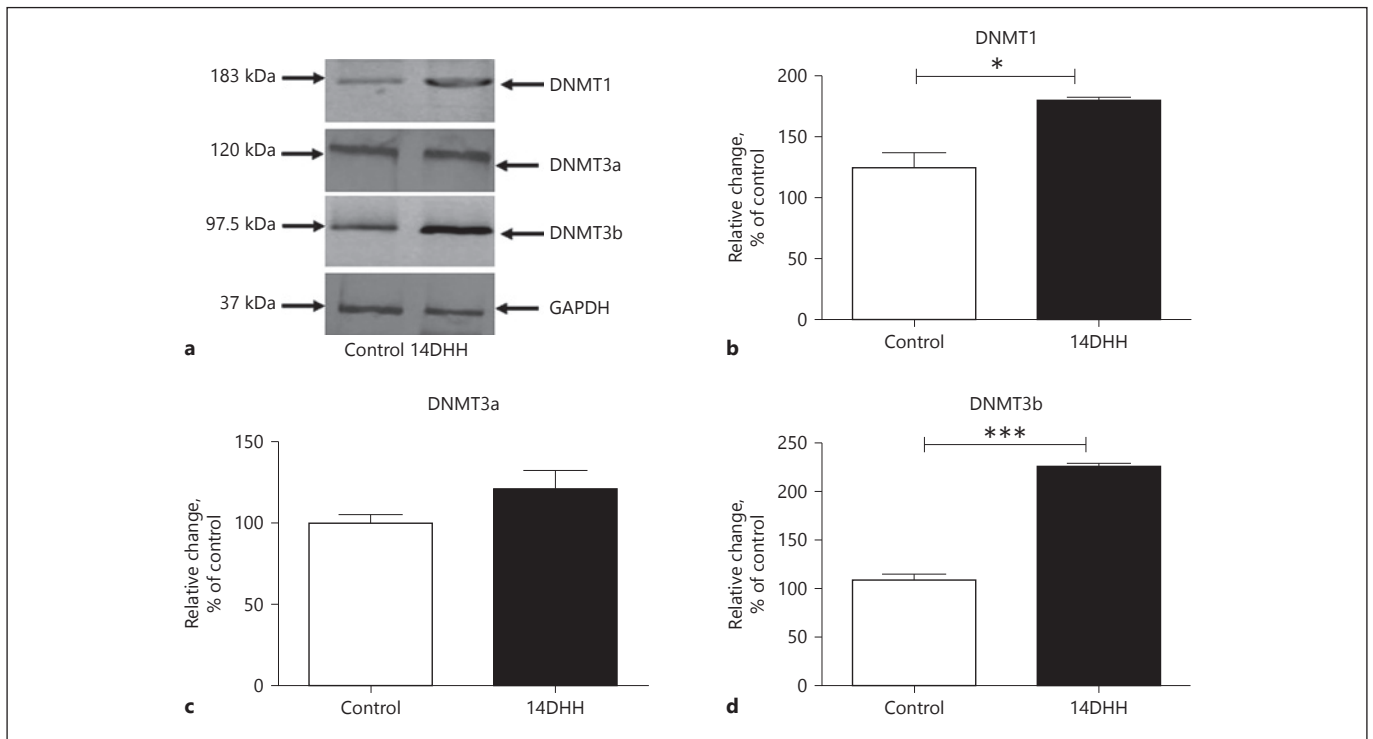 183 kDa
DNMT1
120 kDa
DNMT3a
97.5 kDa
DNMT3b
37 kDa
GAPDH
a
Control 14DHH
DNMT1
*
200
150
100
50
0
Relative change,
% of control
Control
14DHH
b
DNMT3a
150
100
50
0
Relative change,
% of control
Control
14DHH
c
DNMT3b
***
250
200
150
100
50
0
Relative change,
% of control
Control
14DHH
d